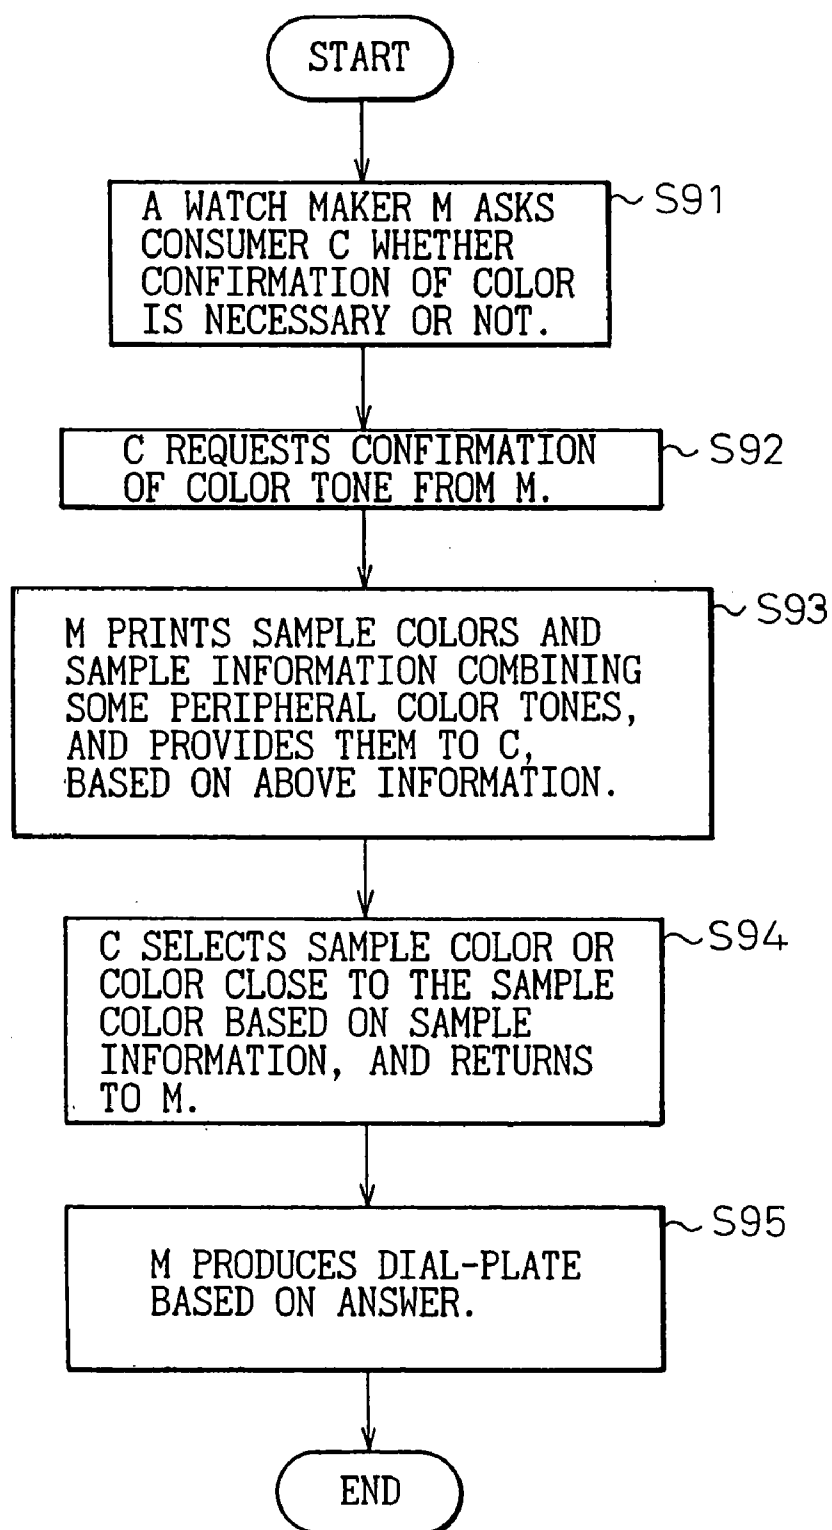 START
A WATCH MAKER M ASKS
CONSUMER C WHETHER
CONFIRMATION OF COLOR
IS NECESSARY OR NOT.
S91
C REQUESTS CONFIRMATION
OF COLOR TONE FROM M.
S92
M PRINTS SAMPLE COLORS AND
SAMPLE INFORMATION COMBINING
SOME PERIPHERAL COLOR TONES,
AND PROVIDES THEM TO C,
BASED ON ABOVE INFORMATION.
S93
C SELECTS SAMPLE COLOR OR
COLOR CLOSE TO THE SAMPLE
COLOR BASED ON SAMPLE
INFORMATION, AND RETURNS
TO M.
S94
M PRODUCES DIAL-PLATE
BASED ON ANSWER.
S95
END